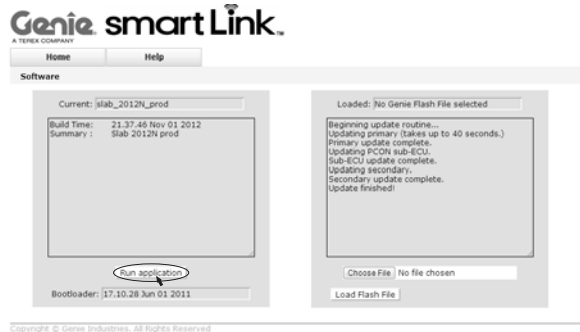 Genie smartLink™
A TEREX COMPANY
Home Help
Software
Current: slab_2012N_prod
Build Time: 21.37.46 Nov 01 2012
Summary : Slab 2012N prod
Run application
Bootloader: 17.10.28 Jun 01 2011
Loaded: No Genie Flash File selected
Beginning update routine...
Updating primary (takes up to 40 seconds.)
Primary update complete.
Updating PCON sub-ECU.
Sub-ECU update complete.
Updating secondary.
Secondary update complete.
Update finished!
Choose File No file chosen
Load Flash File
Copyright © Genie Industries. All Rights Reserved